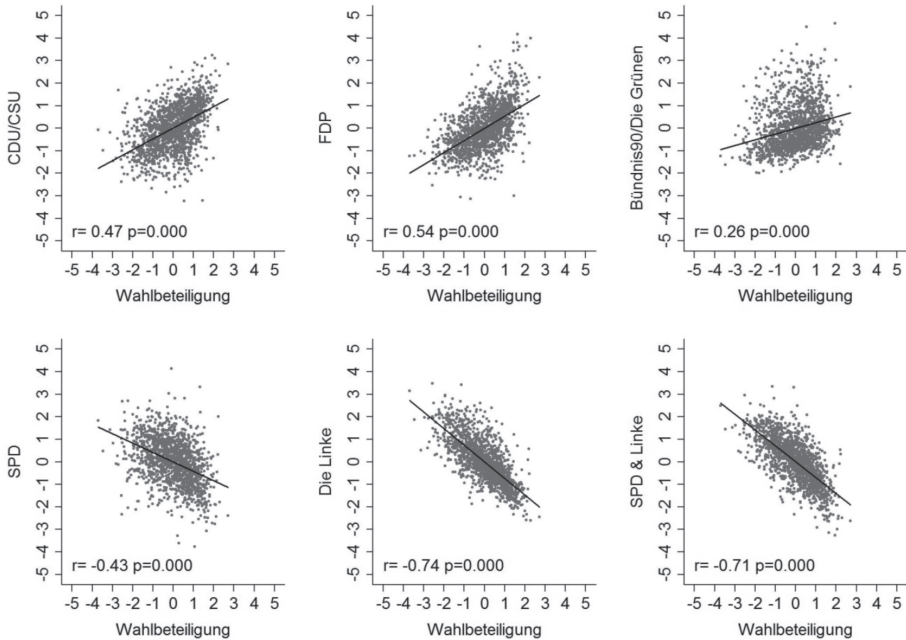 CDU/CSU
5
4
3
2
1
0
-1
-2
-3
-4
-5
r= 0.47 p=0.000
-5 -4 -3 -2 -1 0 1 2 3 4 5
Wahlbeteiligung
FDP
5
4
3
2
1
0
-1
-2
-3
-4
-5
r= 0.54 p=0.000
-5 -4 -3 -2 -1 0 1 2 3 4 5
Wahlbeteiligung
Bündnis90/Die Grünen
5
4
3
2
1
0
-1
-2
-3
-4
-5
r= 0.26 p=0.000
-5 -4 -3 -2 -1 0 1 2 3 4 5
Wahlbeteiligung
SPD
5
4
3
2
1
0
-1
-2
-3
-4
-5
r= -0.43 p=0.000
-5 -4 -3 -2 -1 0 1 2 3 4 5
Wahlbeteiligung
Die Linke
5
4
3
2
1
0
-1
-2
-3
-4
-5
r= -0.74 p=0.000
-5 -4 -3 -2 -1 0 1 2 3 4 5
Wahlbeteiligung
SPD & Linke
5
4
3
2
1
0
-1
-2
-3
-4
-5
r= -0.71 p=0.000
-5 -4 -3 -2 -1 0 1 2 3 4 5
Wahlbeteiligung